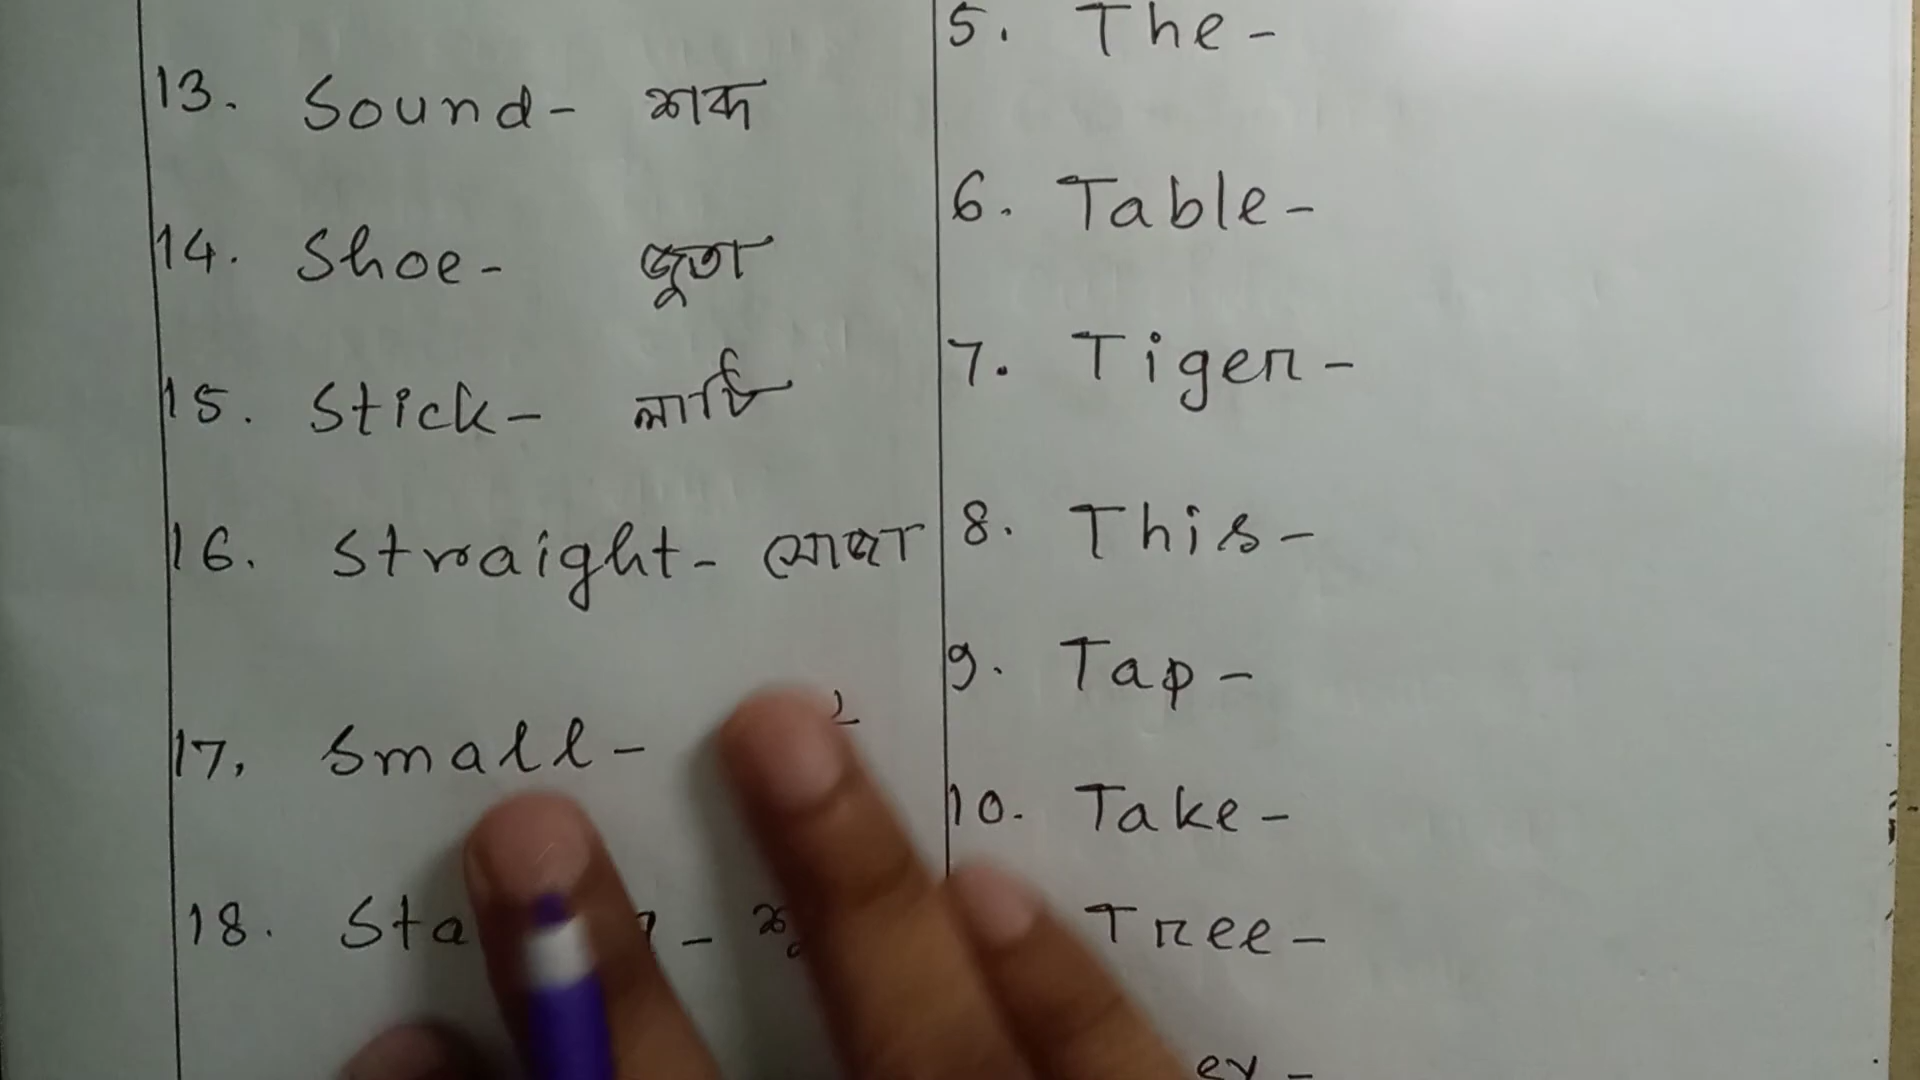 13. Sound- শব্দ
14. Shoe- জুতা
15. Stick- লাঠি
16. Straight- সোজা
17. Small-
18.
5. The-
6. Table-
7. Tiger-
8. This-
9. Tap-
10. Take-
Tree-